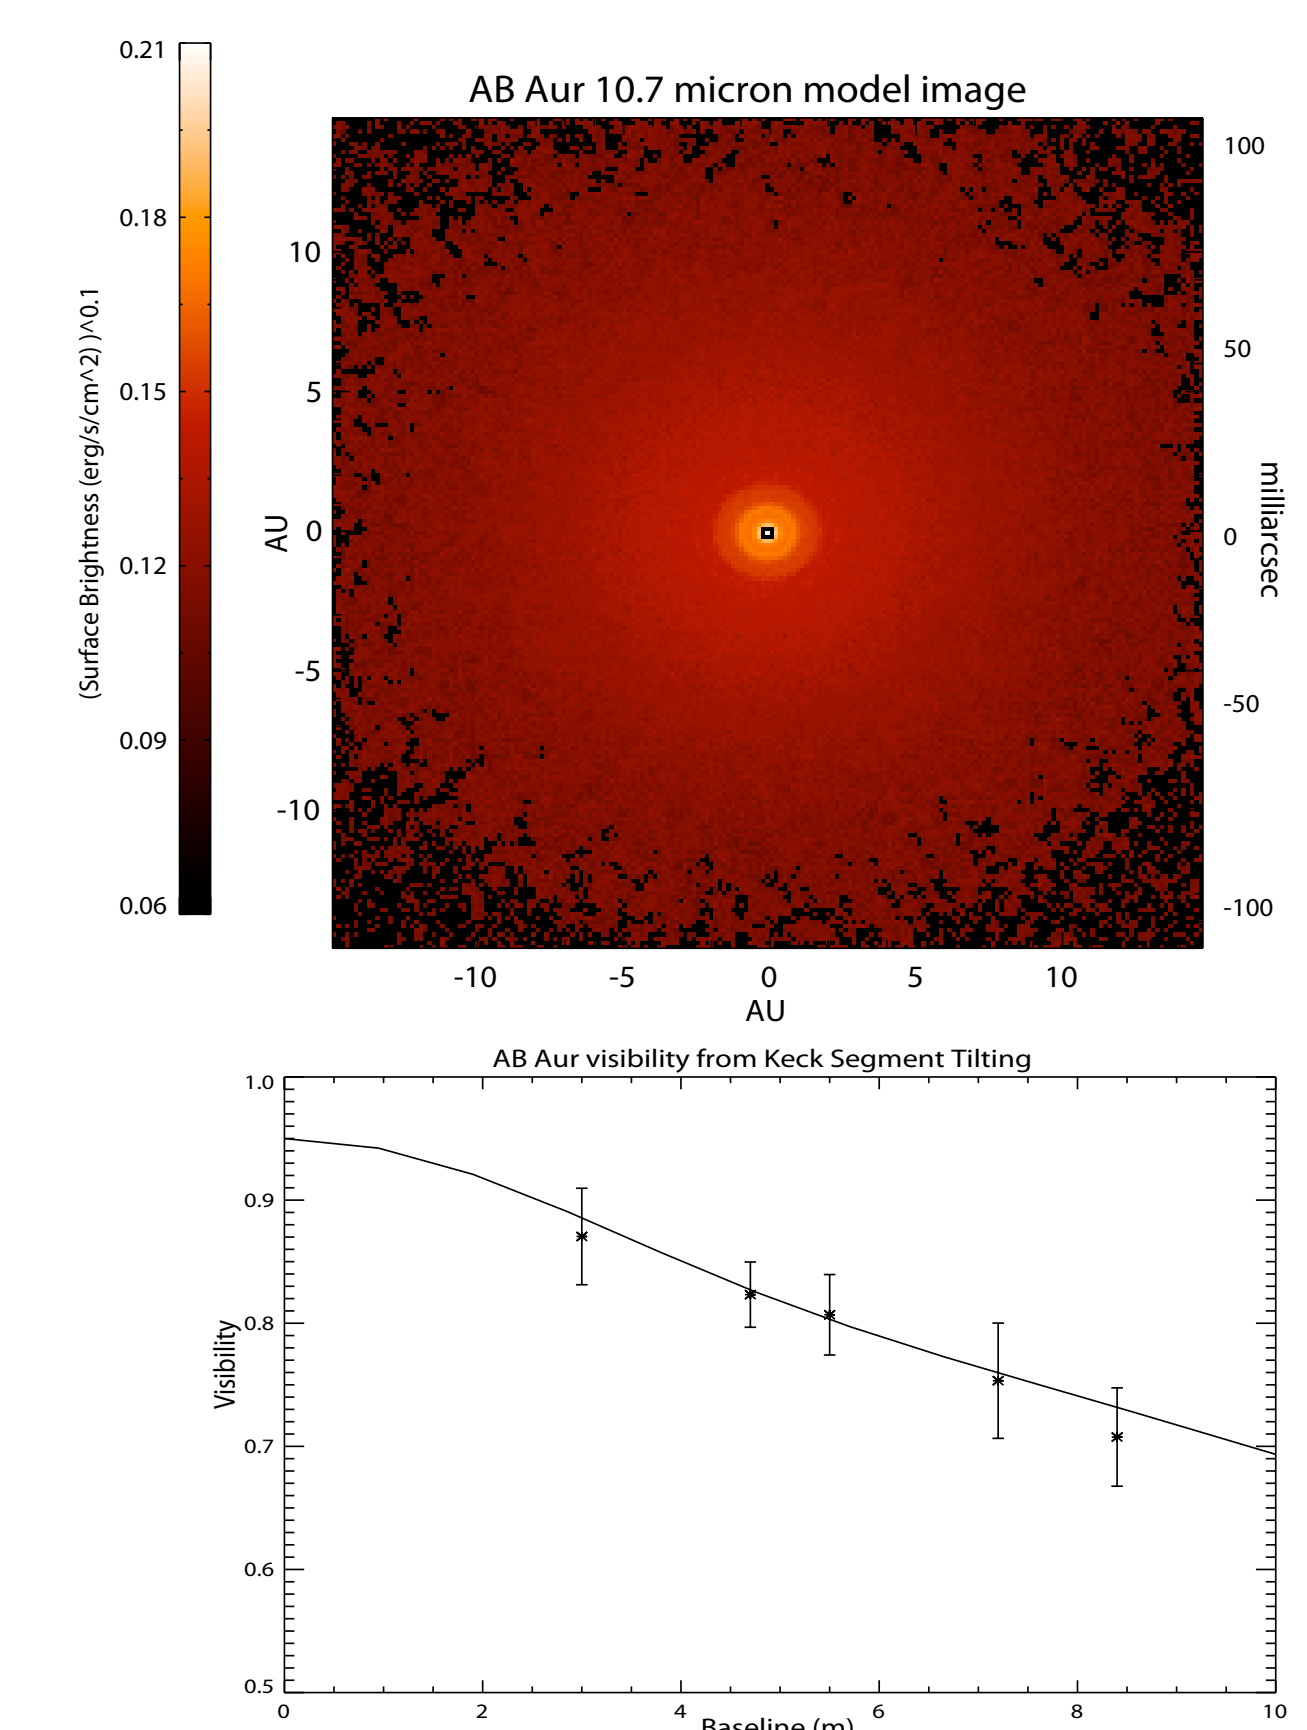 AB Aur 10.7 micron model image
(Surface Brightness (erg/s/cm^2) )^0.1
0.21
0.18
0.15
0.12
0.09
0.06
AU
10
5
0
-5
-10
100
50
0
-50
-100
milliarcsec
-10 -5 0 5 10
AU
AB Aur visibility from Keck Segment Tilting
Visibility
1.0
0.9
0.8
0.7
0.6
0.5
0 2 4 6 8 10
Baseline (m)